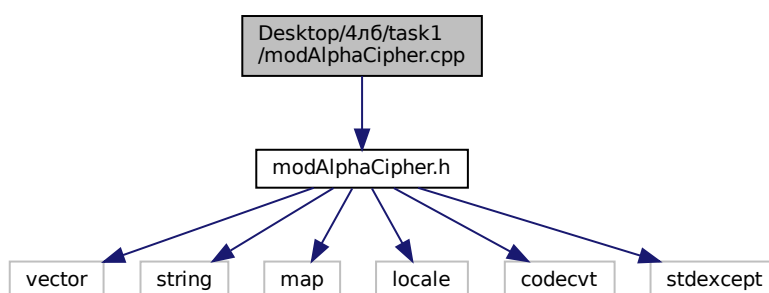 Desktop/4лб/task1
/modAlphaCipher.cpp
modAlphaCipher.h
vector
string
map
locale
codecvt
stdexcept